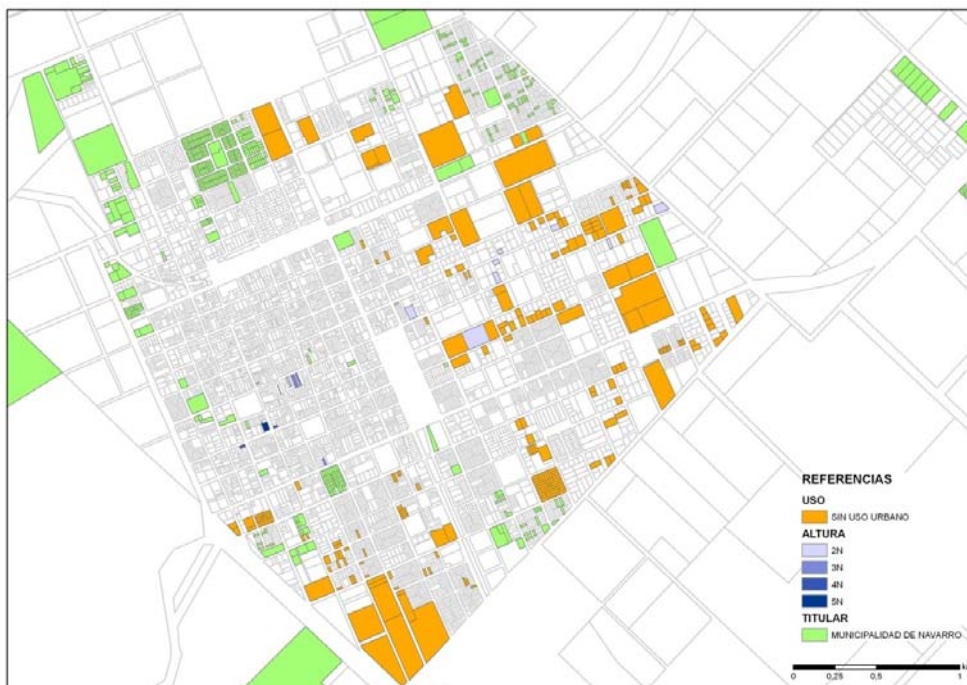 REFERENCIAS
USO
SIN USO URBANO
ALTURA
2N
3N
4N
5N
TITULAR
MUNICIPALIDAD DE NAVARRO
0 0,25 0,5 1